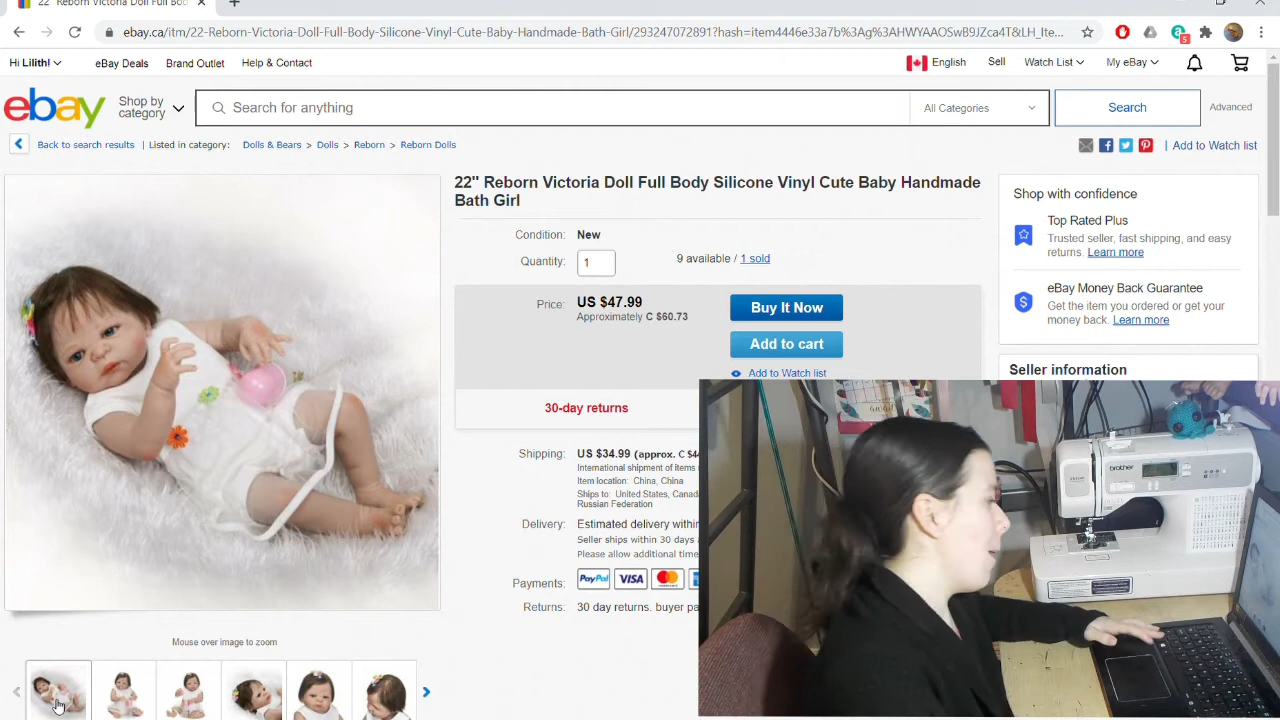 22" Reborn Victoria Doll Full Bod
ebay.ca/itm/22-Reborn-Victoria-Doll-Full-Body-Silicone-Vinyl-Cute-Baby-Handmade-Bath-Girl/293247072891?hash=item4446e33a7b%3Ag%3AHWYAAOSwB9JZca4T&LH_Ite...
5
Hi Lilith!
eBay Deals
Brand Outlet
Help & Contact
English
Sell
Watch List
My eBay
ebay
Shop by category
Search for anything
All Categories
Search
Advanced
Back to search results | Listed in category: Dolls & Bears > Dolls > Reborn > Reborn Dolls
| Add to Watch list
22" Reborn Victoria Doll Full Body Silicone Vinyl Cute Baby Handmade
Bath Girl
Condition: New
Quantity: 1
9 available / 1 sold
Price: US $47.99
Approximately C $60.73
Buy It Now
Add to cart
Add to Watch list
30-day returns
Shipping: US $34.99 (approx. C $4
International shipment of items
Item location: China, China
Ships to: United States, Canad
Russian Federation
Delivery: Estimated delivery within
Seller ships within 30 days
Please allow additional time
Payments: PayPal VISA MasterCard
Returns: 30 day returns. buyer pa
Shop with confidence
Top Rated Plus
Trusted seller, fast shipping, and easy
returns. Learn more
eBay Money Back Guarantee
Get the item you ordered or get your
money back. Learn more
Seller information
Mouse over image to zoom
brother